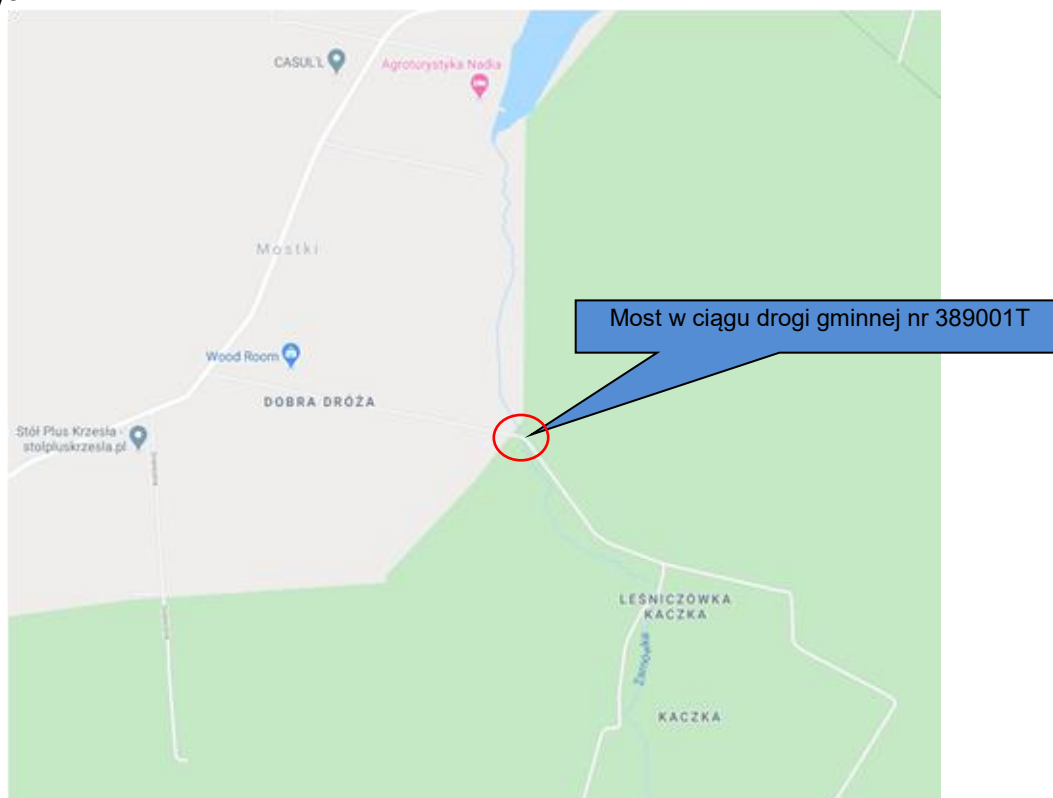 CASUL'L
Agroturystyka Nadia
Mostki
Most w ciągu drogi gminnej nr 389001T
Wood Room
DOBRA DRÓŻA
Stół Plus Krzesła -
stolpluskrzesla.pl
LEŚNICZÓWKA
KACZKA
Żarnówka
KACZKA